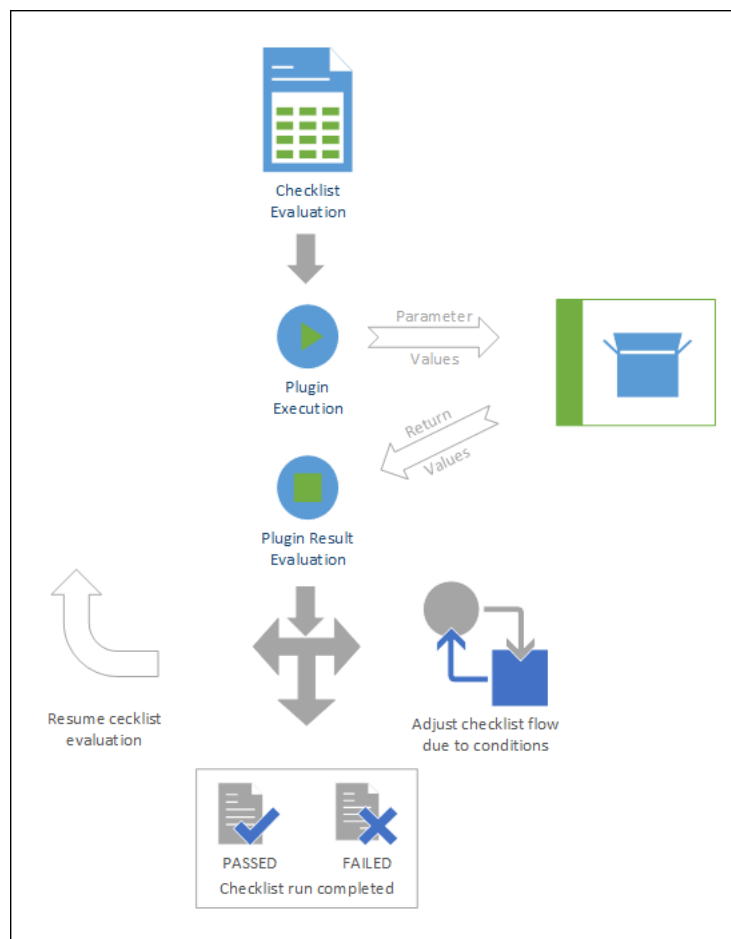 Checklist
Evaluation
Parameter
Values
Plugin
Execution
Return
Values
Plugin Result
Evaluation
Resume cecklist
evaluation
Adjust checklist flow
due to conditions
PASSED
FAILED
Checklist run completed